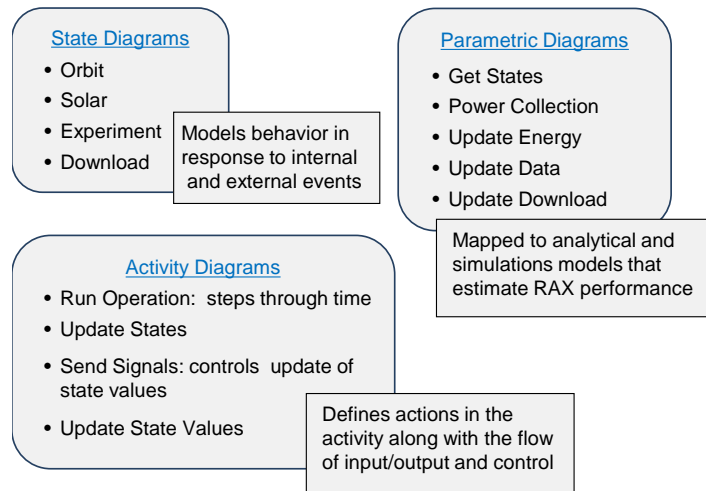 State Diagrams
• Orbit
• Solar
• Experiment
• Download
Models behavior in
response to internal
and external events
Parametric Diagrams
• Get States
• Power Collection
• Update Energy
• Update Data
• Update Download
Mapped to analytical and
simulations models that
estimate RAX performance
Activity Diagrams
• Run Operation: steps through time
• Update States
• Send Signals: controls update of
state values
• Update State Values
Defines actions in the
activity along with the flow
of input/output and control